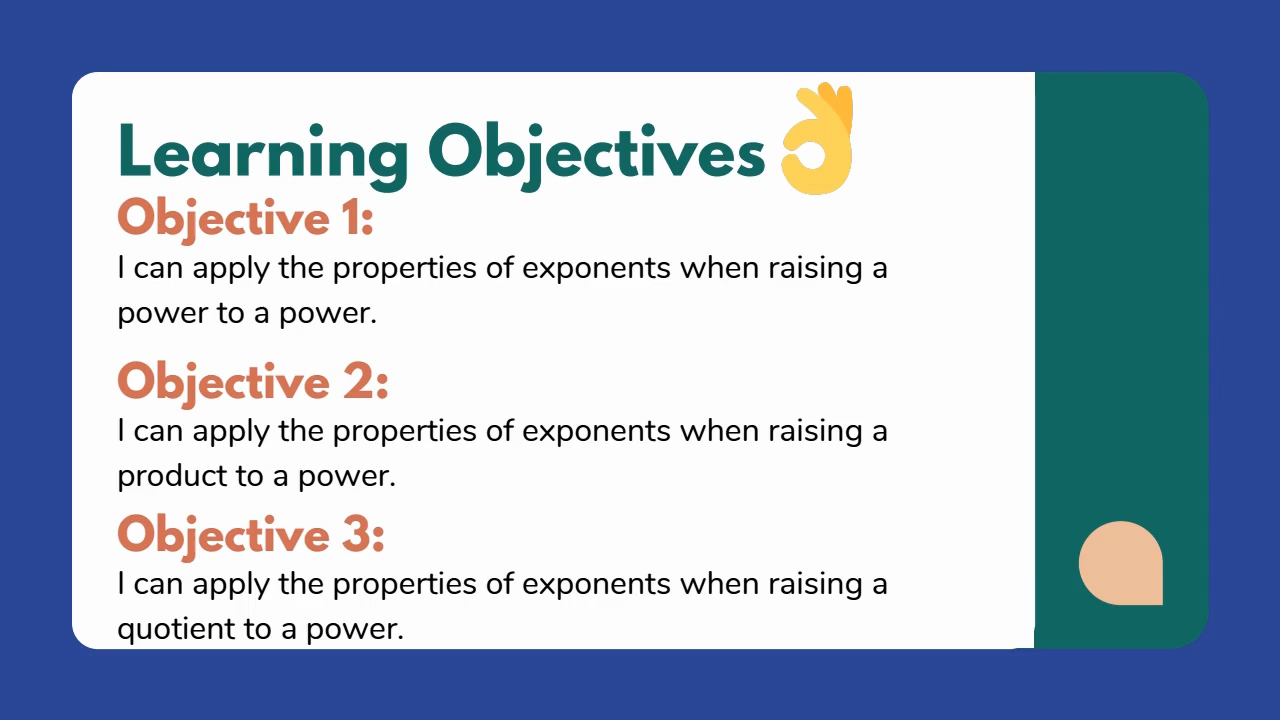 Learning Objectives
Objective 1:
I can apply the properties of exponents when raising a
power to a power.
Objective 2:
I can apply the properties of exponents when raising a
product to a power.
Objective 3:
I can apply the properties of exponents when raising a
quotient to a power.